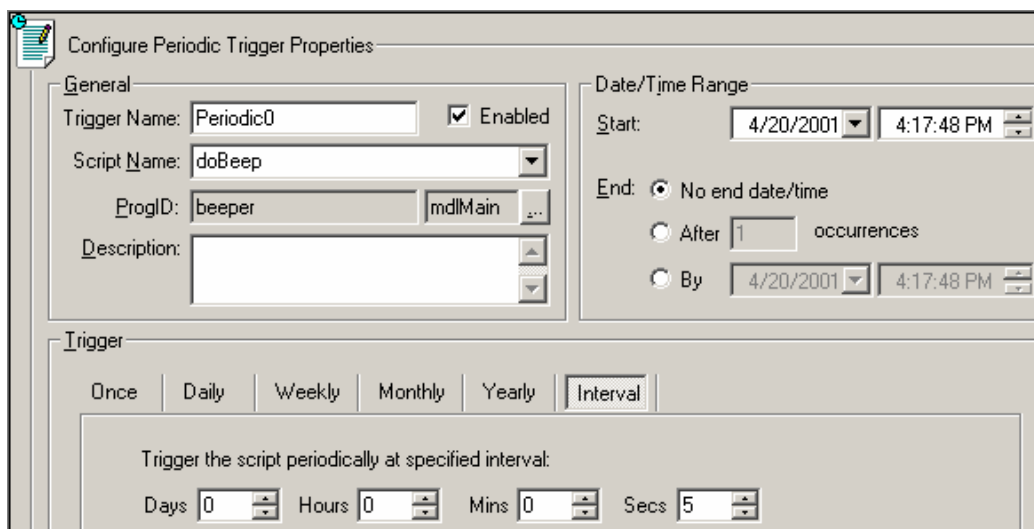 Configure Periodic Trigger Properties
General
Trigger Name: Periodic0 Enabled
Script Name: doBeep
ProgID: beeper mdlMain ...
Description:
Date/Time Range
Start: 4/20/2001 4:17:48 PM
End: No end date/time
After 1 occurrences
By 4/20/2001 4:17:48 PM
Trigger
Once Daily Weekly Monthly Yearly Interval
Trigger the script periodically at specified interval:
Days 0 Hours 0 Mins 0 Secs 5